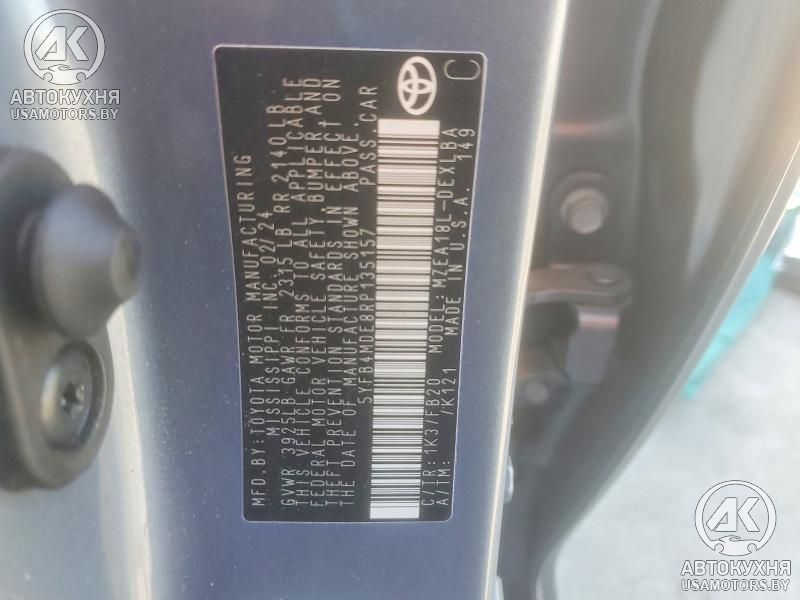 AK
АВТОКУХНЯ
USAMOTORS.BY
MFD.BY:TOYOTA MOTOR MANUFACTURING
MISSISSIPPI INC. 02/24
GVWR 3925LB GAWR FR 2315 LB RR 2140 LB
THIS VEHICLE CONFORMS TO ALL APPLICABLE
FEDERAL MOTOR VEHICLE SAFETY BUMPER, AND
THEFT PREVENTION STANDARDS IN EFFECT ON
THE DATE OF MANUFACTURE SHOWN ABOVE.
5YFB4MDE8RP135157 PASS.CAR
C/TR: 1K3/FB20 MODEL: MZEA18L-DEXLBA
A/TM: /K121 MADE IN U.S.A. 149
C
AK
АВТОКУХНЯ
USAMOTORS.BY